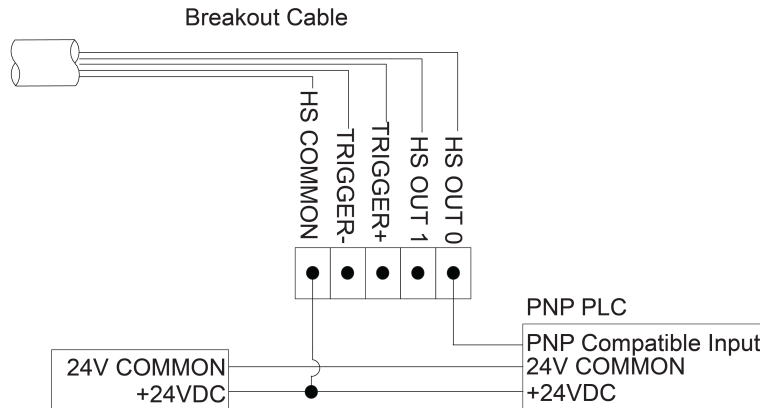 Breakout Cable
HS COMMON
TRIGGER-
TRIGGER+
HS OUT 1
HS OUT 0
PNP PLC
PNP Compatible Input
24V COMMON
24V COMMON
+24VDC
+24VDC